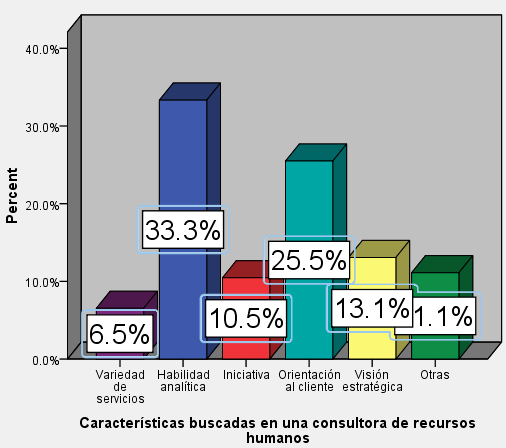 40.0%
30.0%
20.0%
10.0%
0.0%
Percent
33.3%
25.5%
6.5%
10.5%
13.1%
1.1%
Variedad
de
servicios
Habilidad
analítica
Iniciativa
Orientación
al cliente
Visión
estratégica
Otras
Características buscadas en una consultora de recursos
humanos